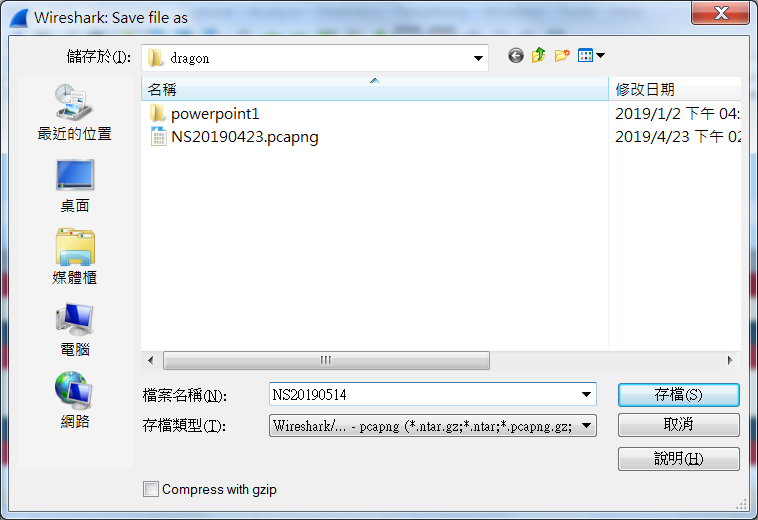 Wireshark: Save file as
儲存於(I):
dragon
最近的位置
桌面
媒體櫃
電腦
網路
名稱
修改日期
powerpoint1
2019/1/2 下午 04:
NS20190423.pcapng
2019/4/23 下午 02
檔案名稱(N):
NS20190514
存檔(S)
存檔類型(T):
Wireshark/... - pcapng (*.ntar.gz;*.ntar;*.pcapng.gz;
取消
說明(H)
Compress with gzip